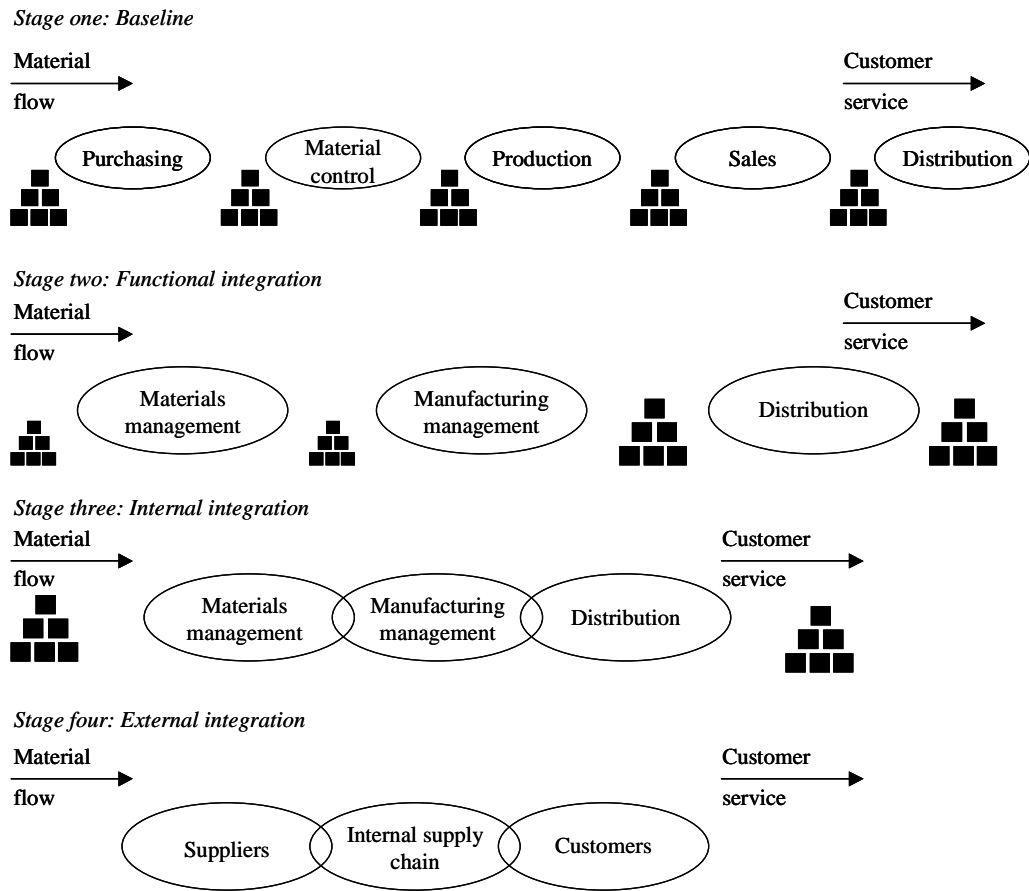 Stage one: Baseline
Material
flow
Customer
service
Purchasing
Material
control
Production
Sales
Distribution
Stage two: Functional integration
Material
flow
Customer
service
Materials
management
Manufacturing
management
Distribution
Stage three: Internal integration
Material
flow
Customer
service
Materials
management
Manufacturing
management
Distribution
Stage four: External integration
Material
flow
Customer
service
Suppliers
Internal supply
chain
Customers